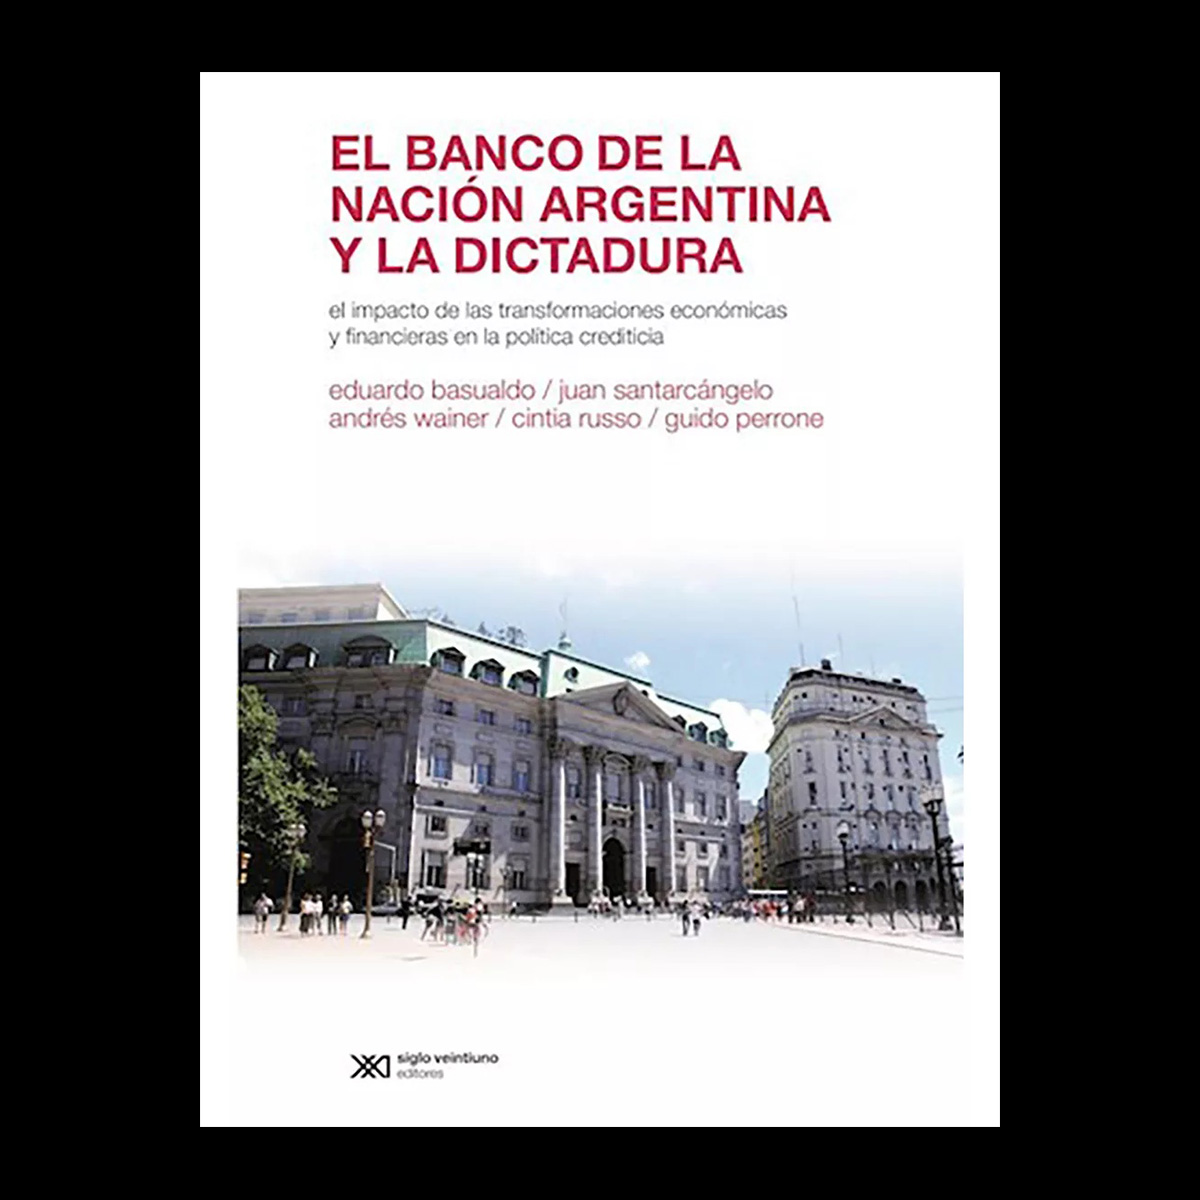 EL BANCO DE LA
NACIÓN ARGENTINA
Y LA DICTADURA
el impacto de las transformaciones económicas
y financieras en la política crediticia
eduardo basualdo / juan santarcángelo
andrés wainer / cintia russo / guido perrone
siglo veintiuno
editores